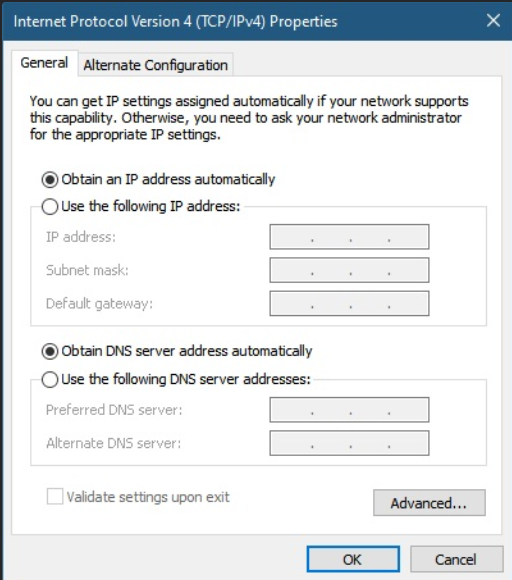 Internet Protocol Version 4 (TCP/IPv4) Properties
General
Alternate Configuration
You can get IP settings assigned automatically if your network supports
this capability. Otherwise, you need to ask your network administrator
for the appropriate IP settings.
Obtain an IP address automatically
Use the following IP address:
IP address:
Subnet mask:
Default gateway:
Obtain DNS server address automatically
Use the following DNS server addresses:
Preferred DNS server:
Alternate DNS server:
Validate settings upon exit
Advanced...
OK
Cancel